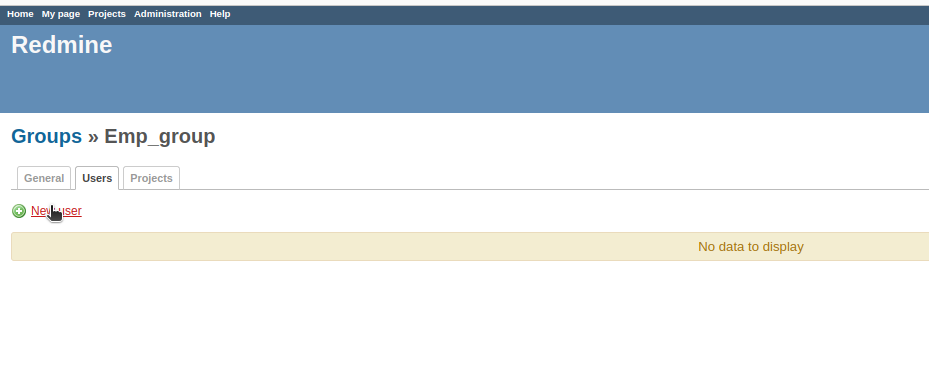 Home My page Projects Administration Help
Redmine
Groups » Emp_group
General Users Projects
New user
No data to display